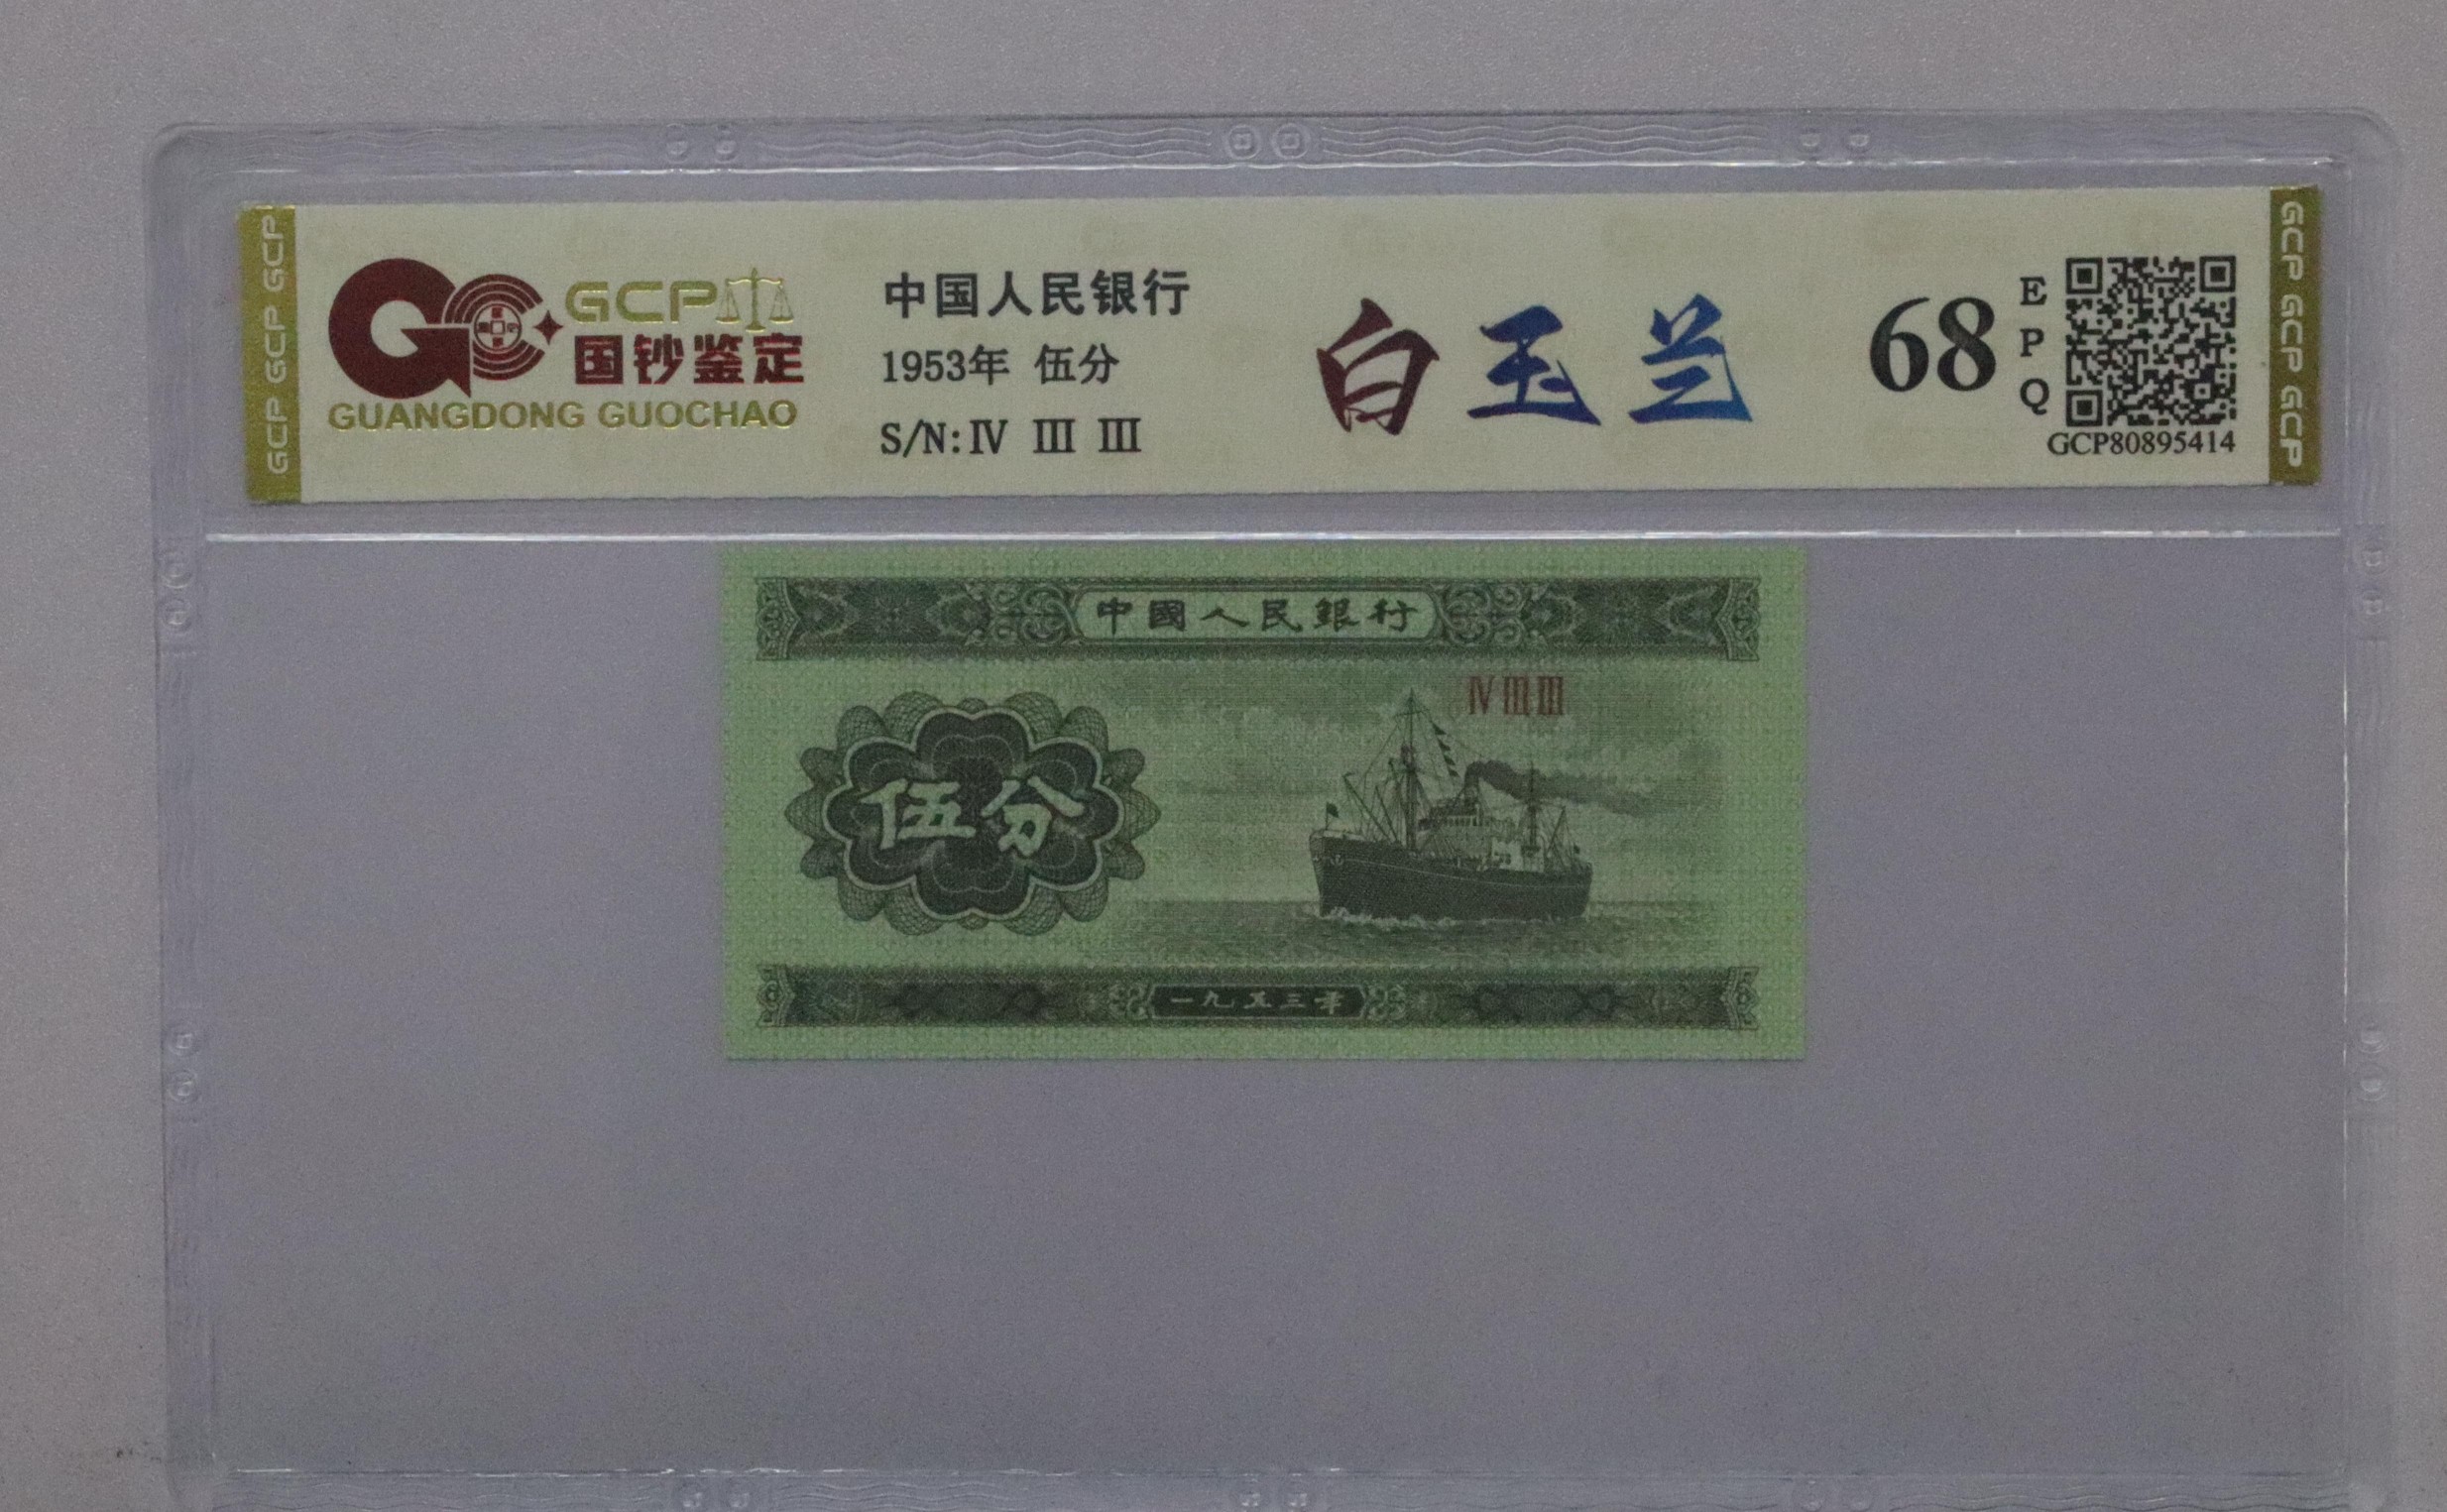 GCP GCP GCP
GCP
国钞鉴定
GUANGDONG GUOCHAO
中国人民银行
1953年 伍分
S/N:Ⅳ Ⅲ Ⅲ
白玉兰
68
EPQ
GCP80895414
GCP GCP GCP
中國人民銀行
Ⅳ Ⅲ Ⅲ
伍分
一九五三年